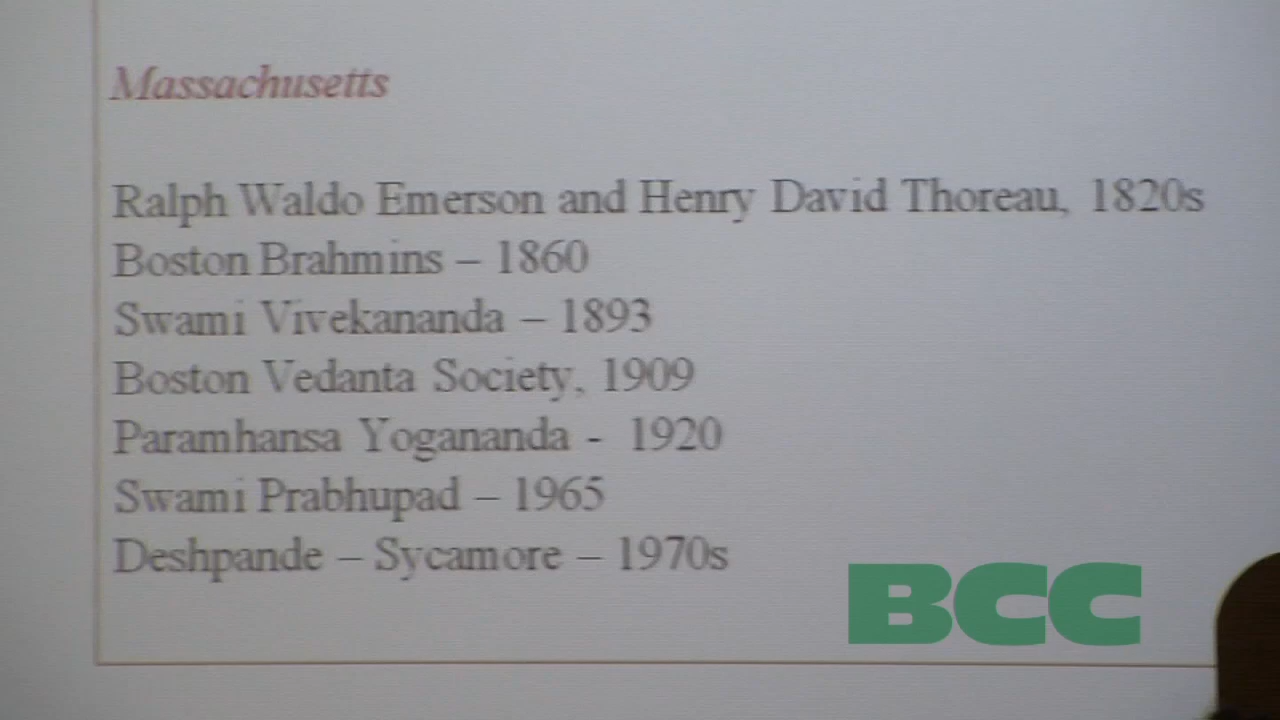 Massachusetts
Ralph Waldo Emerson and Henry David Thoreau, 1820s
Boston Brahmins – 1860
Swami Vivekananda – 1893
Boston Vedanta Society, 1909
Paramhansa Yogananda - 1920
Swami Prabhupad – 1965
Deshpande – Sycamore – 1970s
BCC